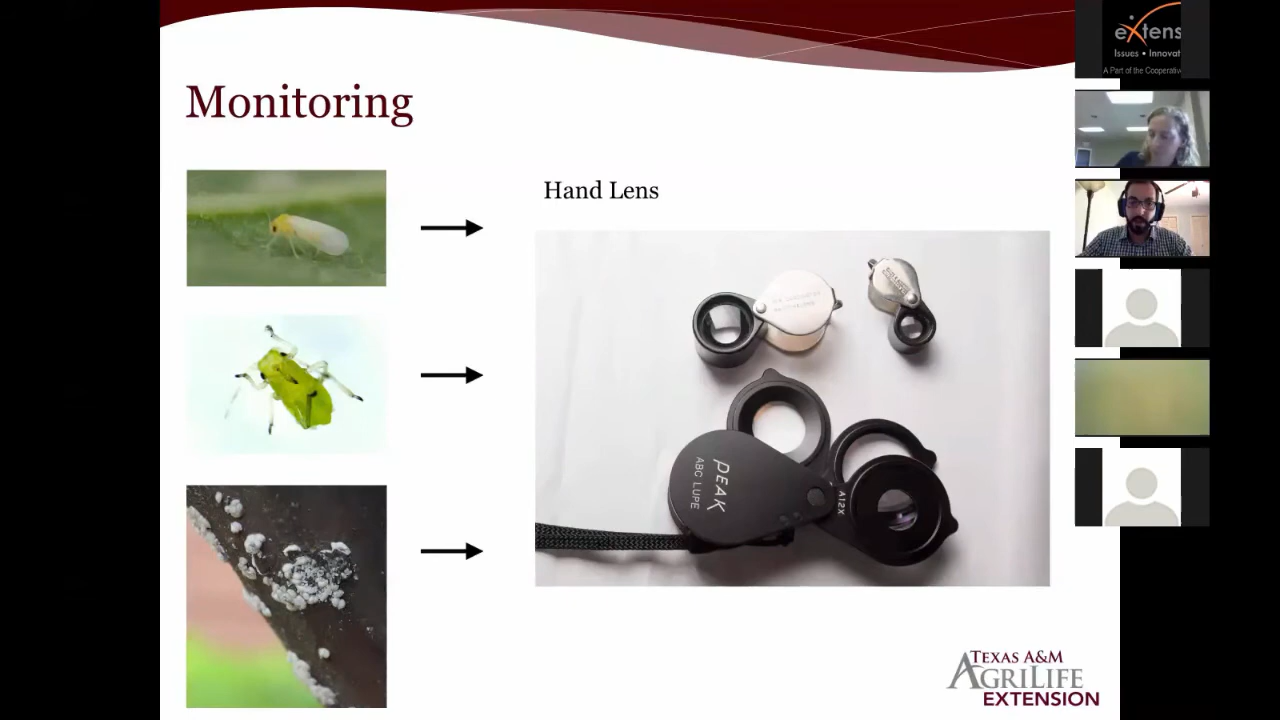 Monitoring
Hand Lens
PEAK
ABC LUPE
A12X
TEXAS A&M
AGRILIFE
EXTENSION
eXtens
Issues • Innovat
A Part of the Cooperativ